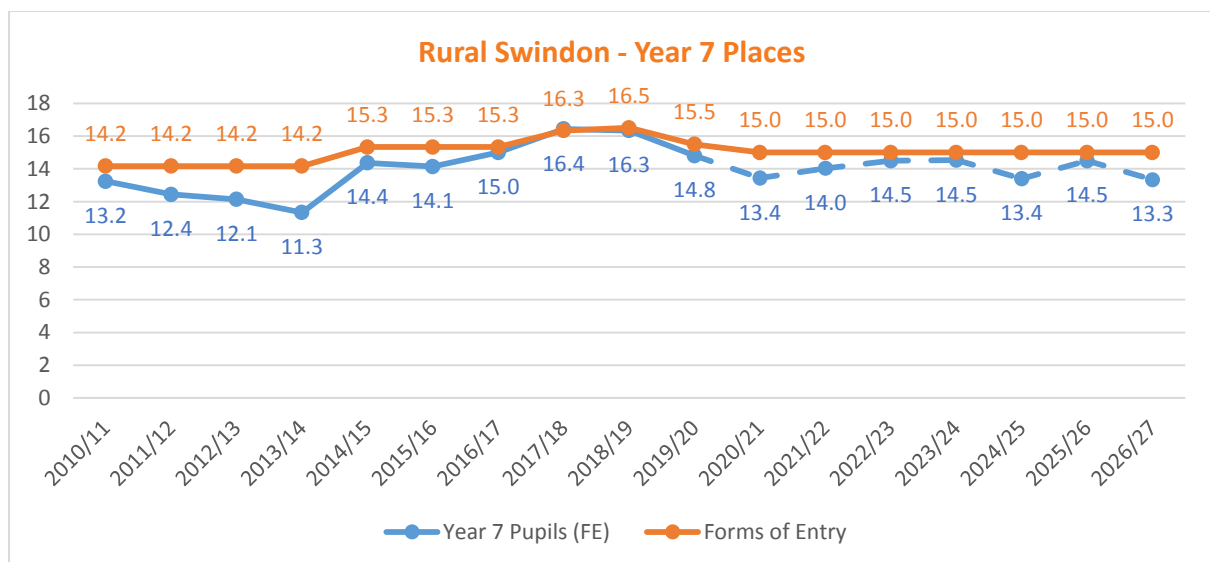 Rural Swindon - Year 7 Places
18
16
14
12
10
8
6
4
2
0
14.2 14.2 14.2 14.2 15.3 15.3 15.3 16.3 16.5 15.5 15.0 15.0 15.0 15.0 15.0 15.0 15.0
13.2 12.4 12.1 11.3 14.4 14.1 15.0 16.4 16.3 14.8 13.4 14.0 14.5 14.5 13.4 14.5 13.3
2010/11 2011/12 2012/13 2013/14 2014/15 2015/16 2016/17 2017/18 2018/19 2019/20 2020/21 2021/22 2022/23 2023/24 2024/25 2025/26 2026/27
Year 7 Pupils (FE) Forms of Entry